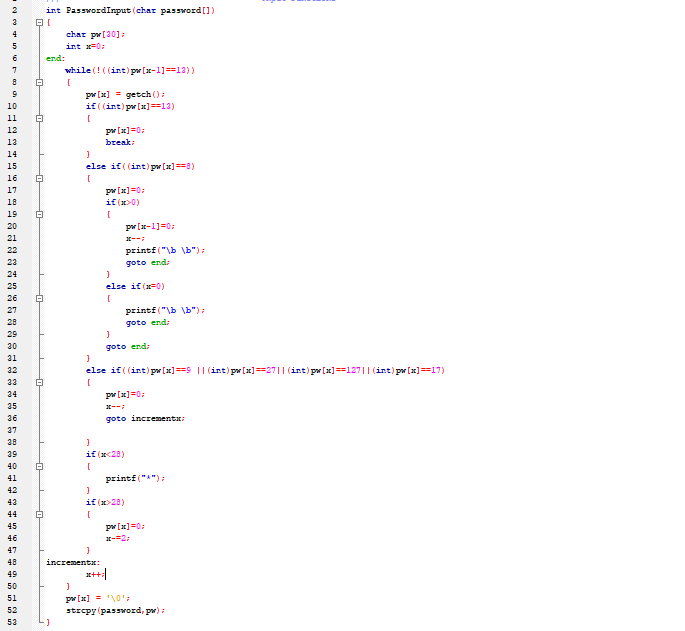 2 int PasswordInput(char password[])
3 {
4 char pw[30];
5 int x=0;
6 end:
7 while(!((int)pw[x-1]==13))
8 {
9 pw[x] = getch();
10 if((int)pw[x]==13)
11 {
12 pw[x]=0;
13 break;
14 }
15 else if((int)pw[x]==8)
16 {
17 pw[x]=0;
18 if(x>0)
19 {
20 pw[x-1]=0;
21 x--;
22 printf("\b \b");
23 goto end;
24 }
25 else if(x=0)
26 {
27 printf("\b \b");
28 goto end;
29 }
30 goto end;
31 }
32 else if((int)pw[x]==9 ||(int)pw[x]==27||(int)pw[x]==127||(int)pw[x]==17)
33 {
34 pw[x]=0;
35 x--;
36 goto incrementx;
37
38 }
39 if(x<28)
40 {
41 printf("*");
42 }
43 if(x>28)
44 {
45 pw[x]=0;
46 x-=2;
47 }
48 incrementx:
49 x++;
50 }
51 pw[x] = '\0';
52 strcpy(password,pw);
53 }